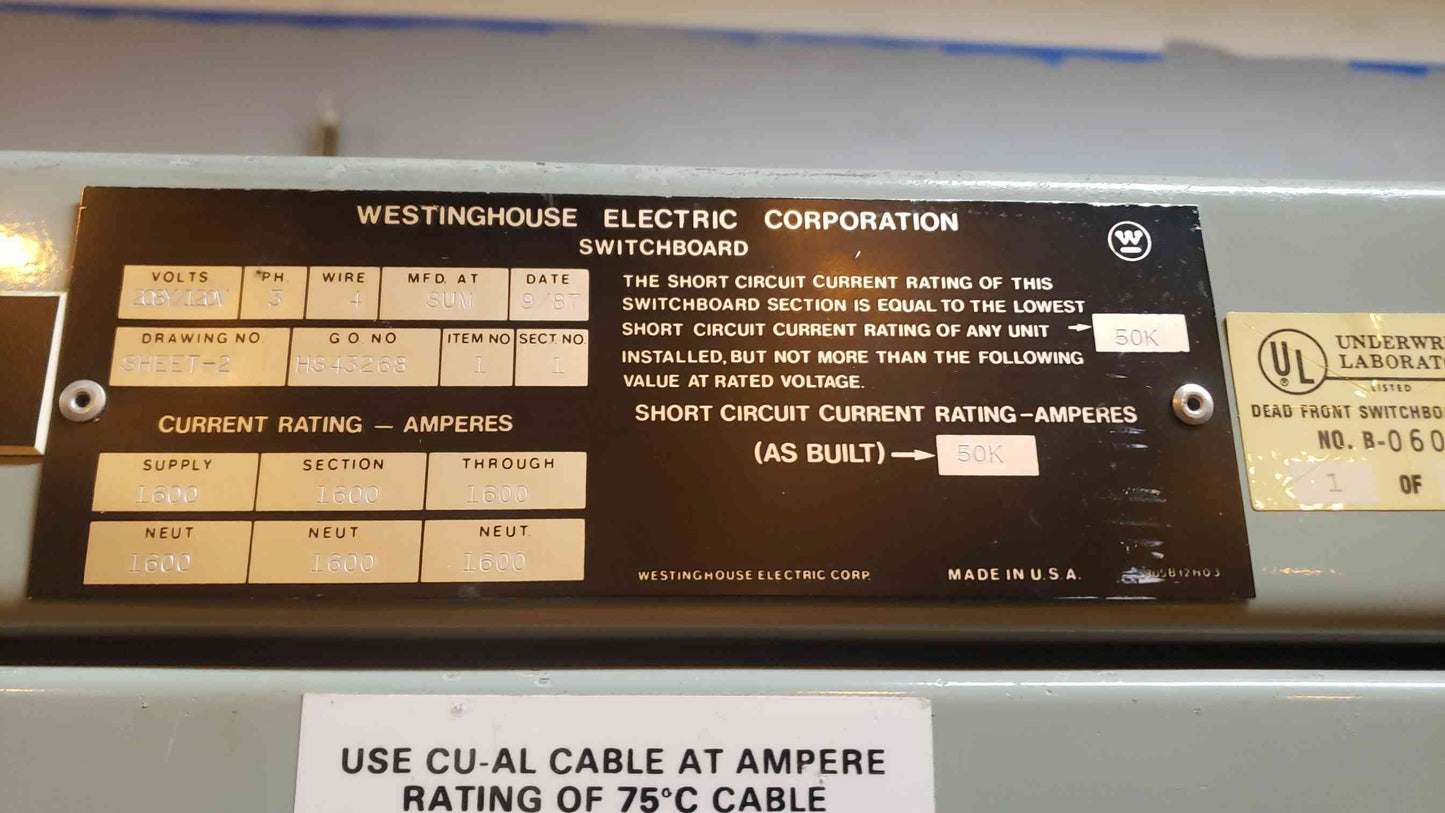 WESTINGHOUSE ELECTRIC CORPORATION
SWITCHBOARD
W
VOLTS PH. WIRE MFD. AT DATE
208Y/120V 3 4 SUM 9/87
DRAWING NO. G.O. NO ITEM NO SECT. NO.
SHEET-2 HS43268 1 1
CURRENT RATING — AMPERES
SUPPLY SECTION THROUGH
1600 1600 1600
NEUT NEUT NEUT.
1600 1600 1600
THE SHORT CIRCUIT CURRENT RATING OF THIS
SWITCHBOARD SECTION IS EQUAL TO THE LOWEST
SHORT CIRCUIT CURRENT RATING OF ANY UNIT → 50K
INSTALLED, BUT NOT MORE THAN THE FOLLOWING
VALUE AT RATED VOLTAGE.
SHORT CIRCUIT CURRENT RATING–AMPERES
(AS BUILT) → 50K
WESTINGHOUSE ELECTRIC CORP. MADE IN U.S.A.
UL
®
UNDERWR
LABORAT
LISTED
DEAD FRONT SWITCHBO
NO. B-060
1 OF
USE CU-AL CABLE AT AMPERE
RATING OF 75°C CABLE